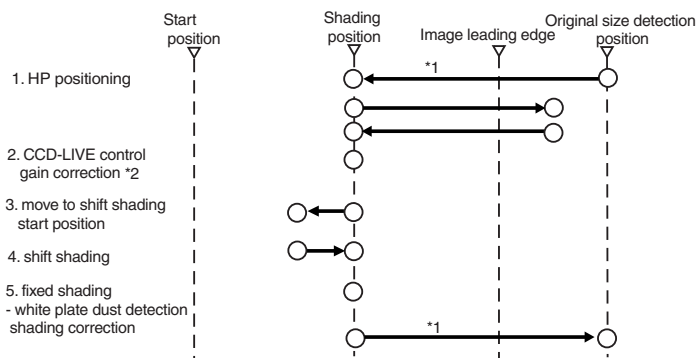 Start
position
Shading
position
Image leading edge
Original size detection
position
1. HP positioning
*1
2. CCD-LIVE control
gain correction *2
3. move to shift shading
start position
4. shift shading
5. fixed shading
- white plate dust detection
shading correction
*1